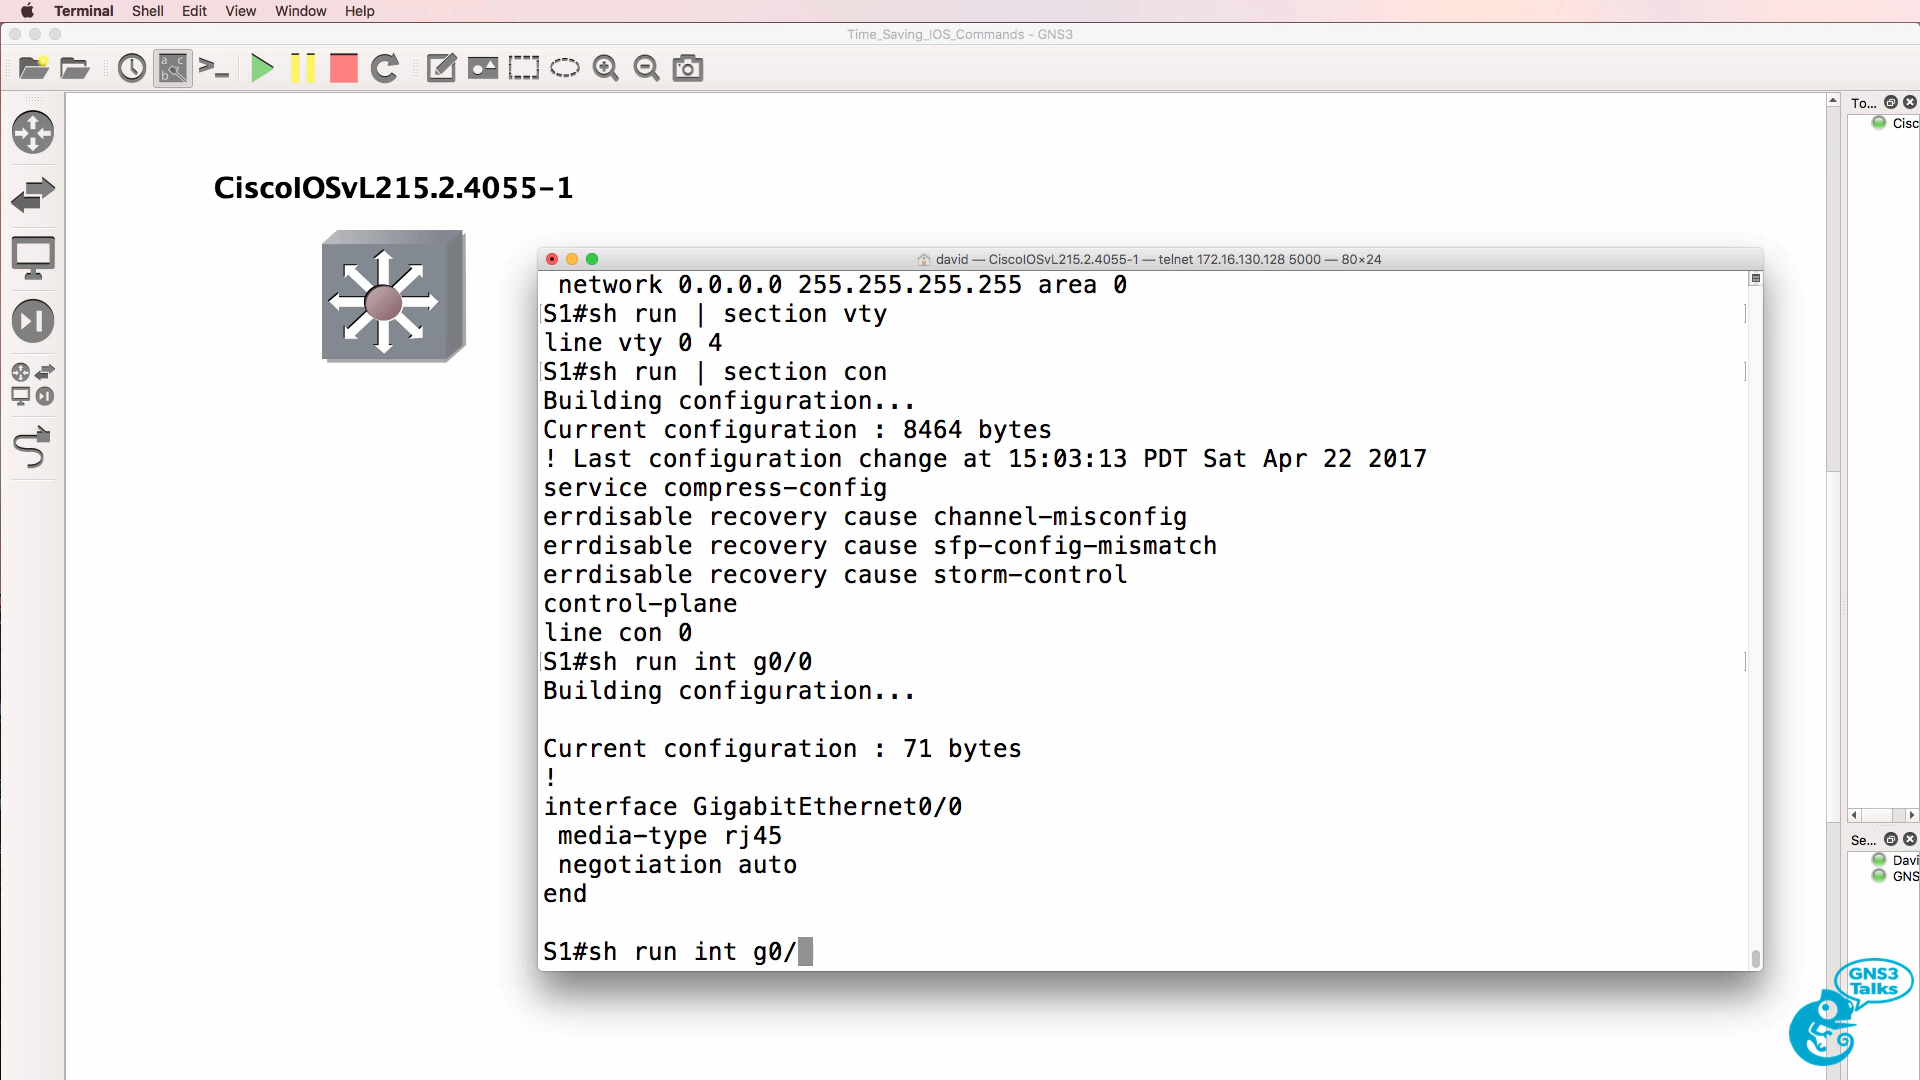 Terminal Shell Edit View Window Help
Time_Saving_IOS_Commands - GNS3
To...
Cisc
CiscoIOSvL215.2.4055-1
david — CiscoIOSvL215.2.4055-1 — telnet 172.16.130.128 5000 — 80×24
network 0.0.0.0 255.255.255.255 area 0
S1#sh run | section vty
line vty 0 4
S1#sh run | section con
Building configuration...
Current configuration : 8464 bytes
! Last configuration change at 15:03:13 PDT Sat Apr 22 2017
service compress-config
errdisable recovery cause channel-misconfig
errdisable recovery cause sfp-config-mismatch
errdisable recovery cause storm-control
control-plane
line con 0
S1#sh run int g0/0
Building configuration...
Current configuration : 71 bytes
!
interface GigabitEthernet0/0
media-type rj45
negotiation auto
end
S1#sh run int g0/
Se...
Davi
GNS
GNS3
Talks